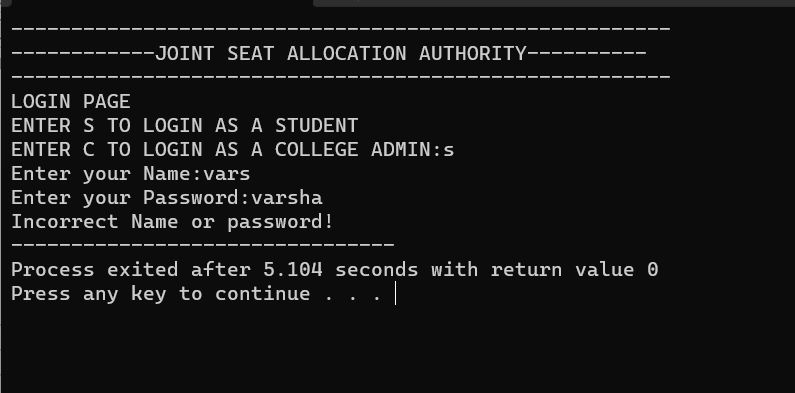 -------------------------------------------------------
------------JOINT SEAT ALLOCATION AUTHORITY----------
-------------------------------------------------------
LOGIN PAGE
ENTER S TO LOGIN AS A STUDENT
ENTER C TO LOGIN AS A COLLEGE ADMIN:s
Enter your Name:vars
Enter your Password:varsha
Incorrect Name or password!
--------------------------------
Process exited after 5.104 seconds with return value 0
Press any key to continue . . .